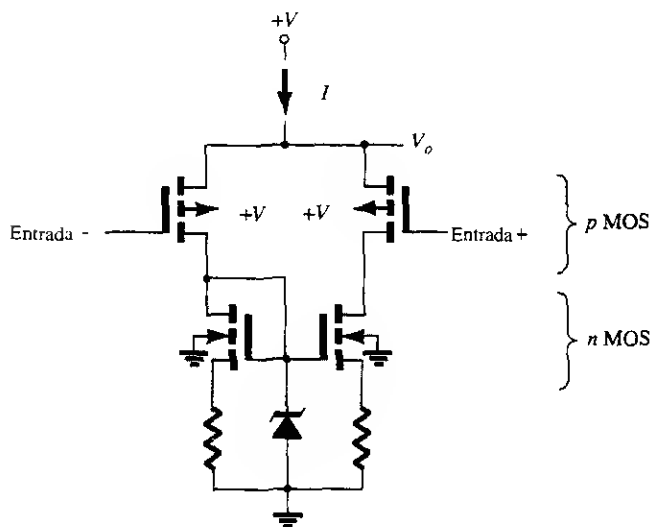 +V
I
V_o
+V
+V
Entrada -
Entrada +
p MOS
n MOS